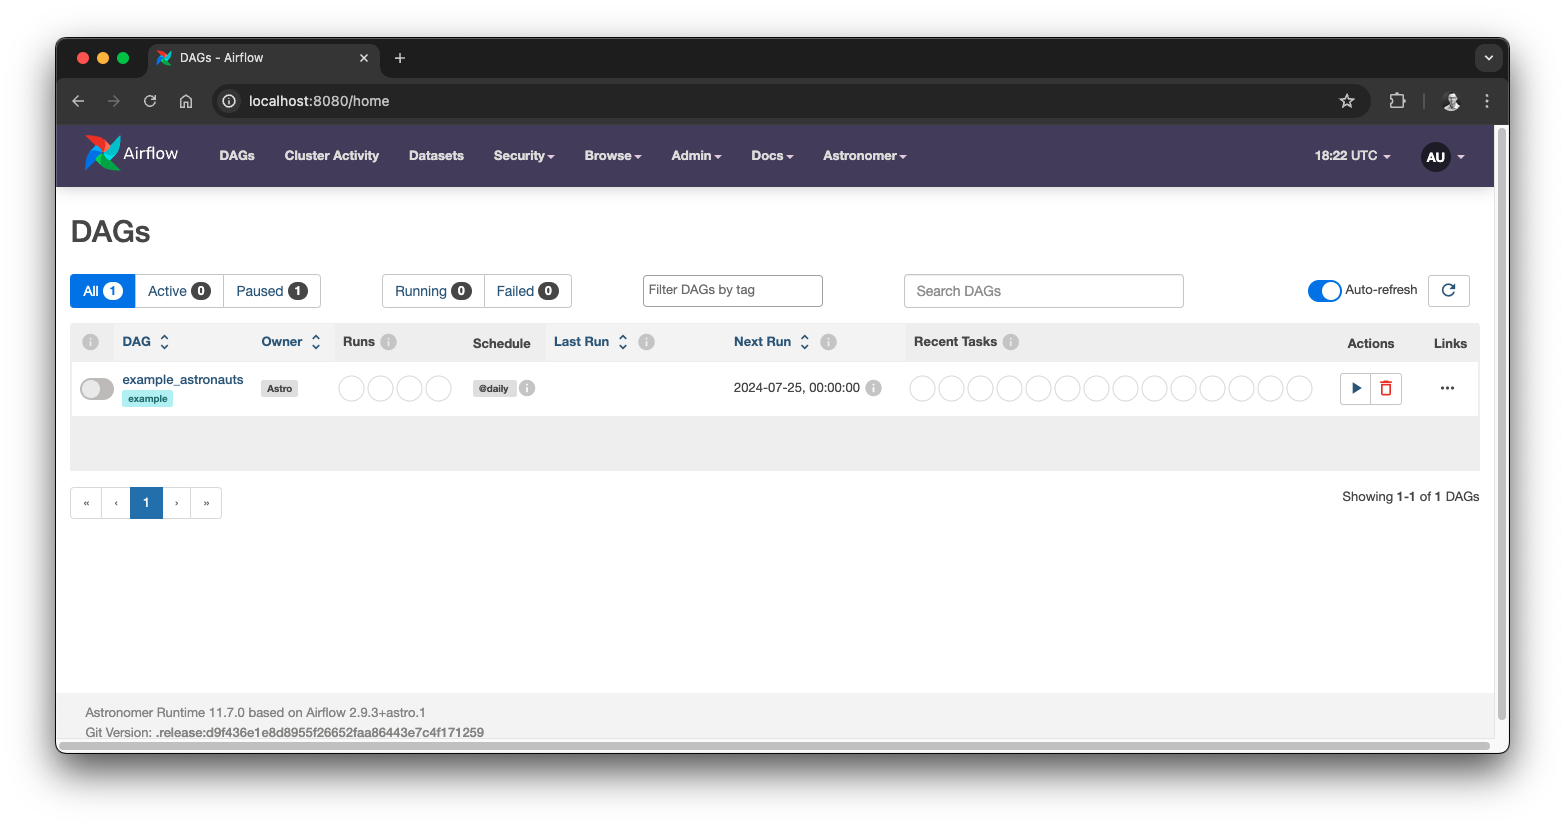 DAGs - Airflow
localhost:8080/home
Airflow DAGs Cluster Activity Datasets Security Browse Admin Docs Astronomer 18:22 UTC AU
DAGs
All 1 Active 0 Paused 1 Running 0 Failed 0 Filter DAGs by tag Search DAGs Auto-refresh
DAG Owner Runs Schedule Last Run Next Run Recent Tasks Actions Links
example_astronauts Astro @daily 2024-07-25, 00:00:00
example
« ‹ 1 › »
Showing 1-1 of 1 DAGs
Astronomer Runtime 11.7.0 based on Airflow 2.9.3+astro.1
Git Version: .release:d9f436e1e8d8955f26652faa86443e7c4f171259